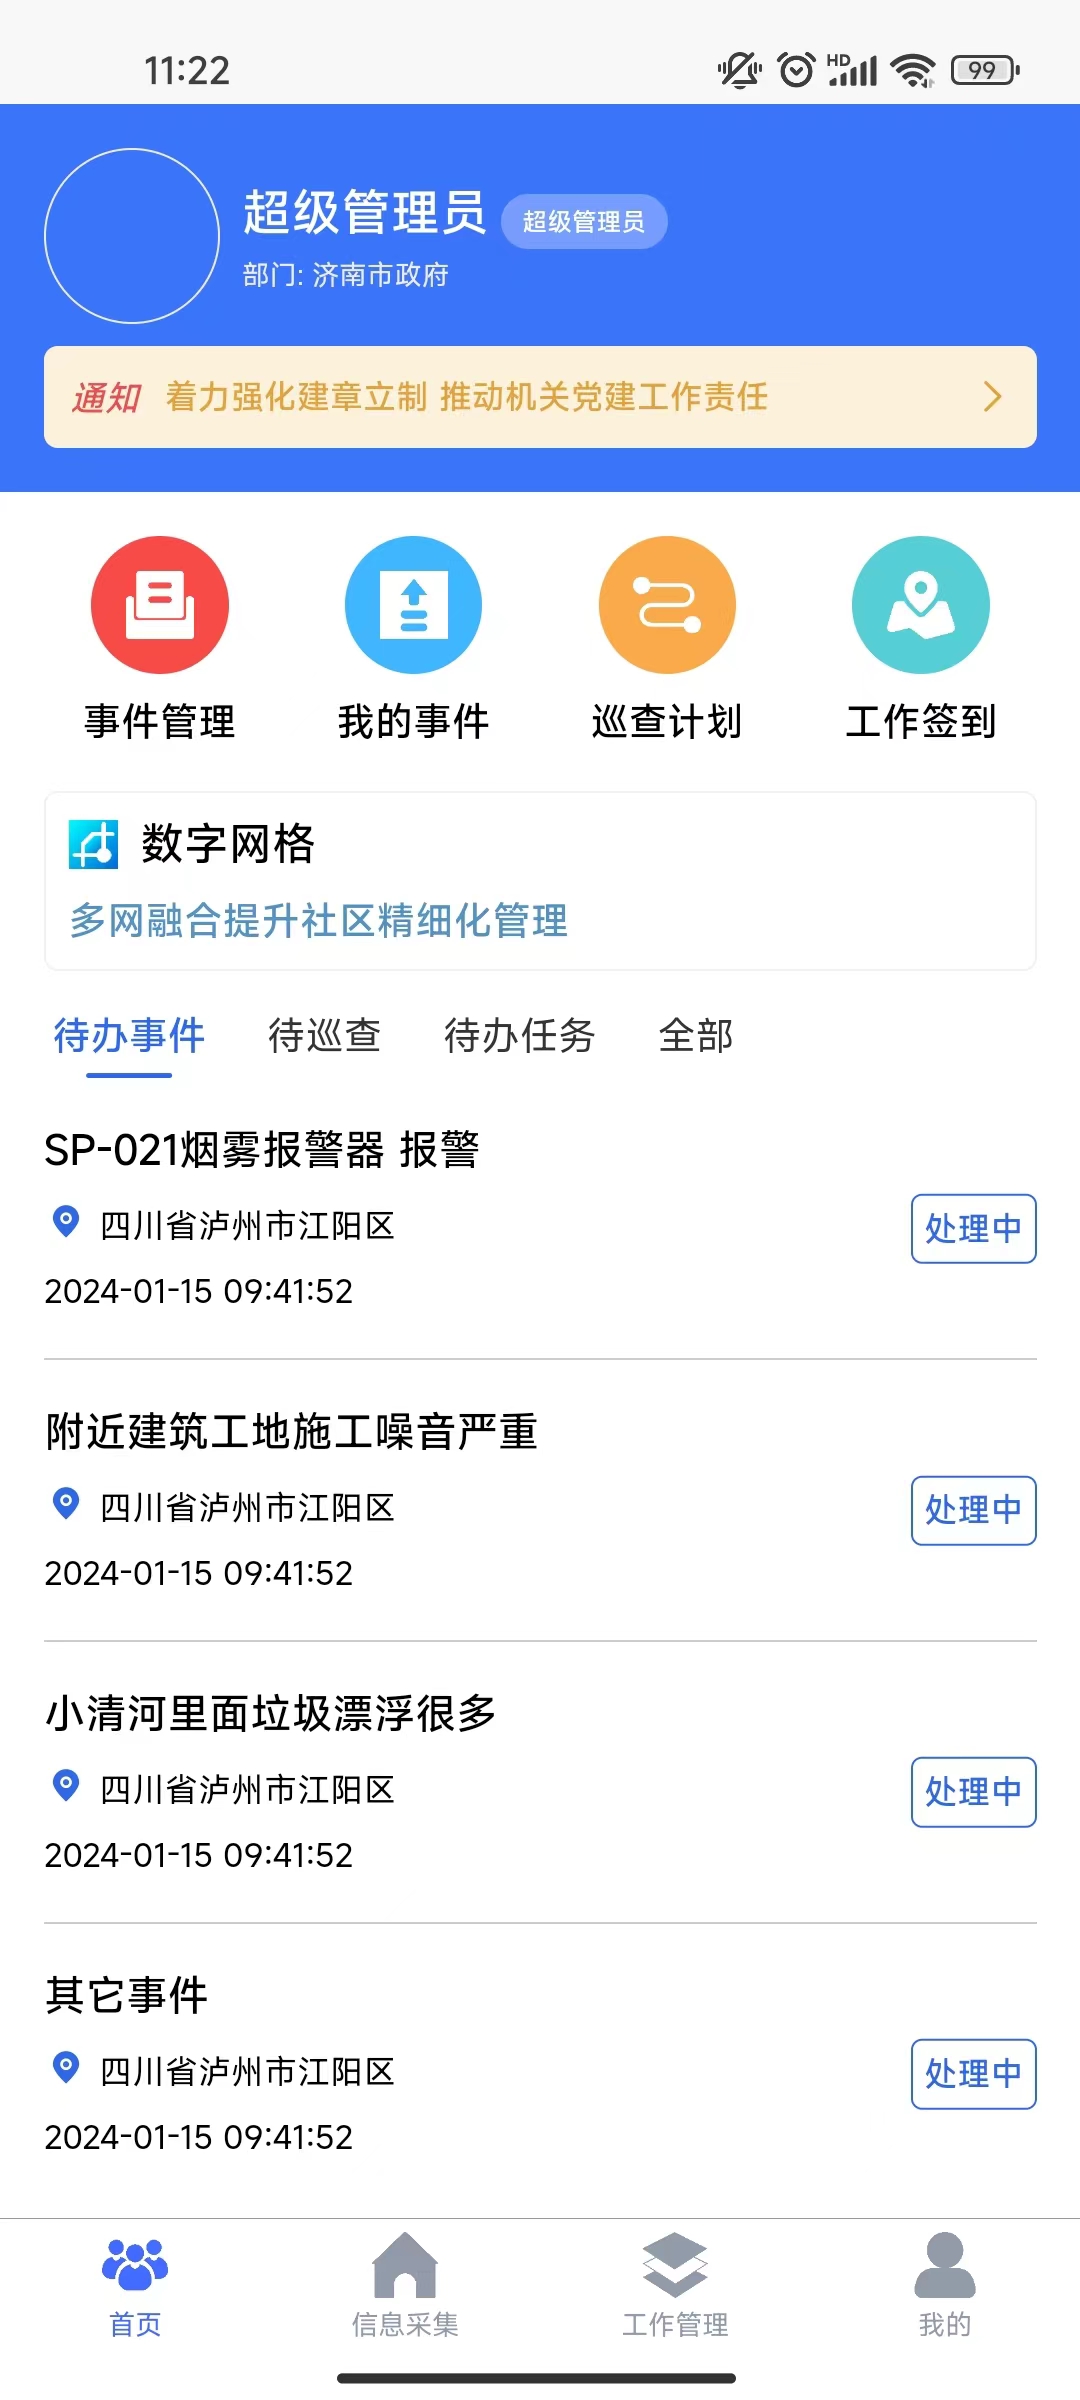 11:22
HD
99
超级管理员 超级管理员
部门: 济南市政府
通知 着力强化建章立制 推动机关党建工作责任
事件管理 我的事件 巡查计划 工作签到
数字网格
多网融合提升社区精细化管理
待办事件 待巡查 待办任务 全部
SP-021烟雾报警器 报警
四川省泸州市江阳区
处理中
2024-01-15 09:41:52
附近建筑工地施工噪音严重
四川省泸州市江阳区
处理中
2024-01-15 09:41:52
小清河里面垃圾漂浮很多
四川省泸州市江阳区
处理中
2024-01-15 09:41:52
其它事件
四川省泸州市江阳区
处理中
2024-01-15 09:41:52
首页 信息采集 工作管理 我的